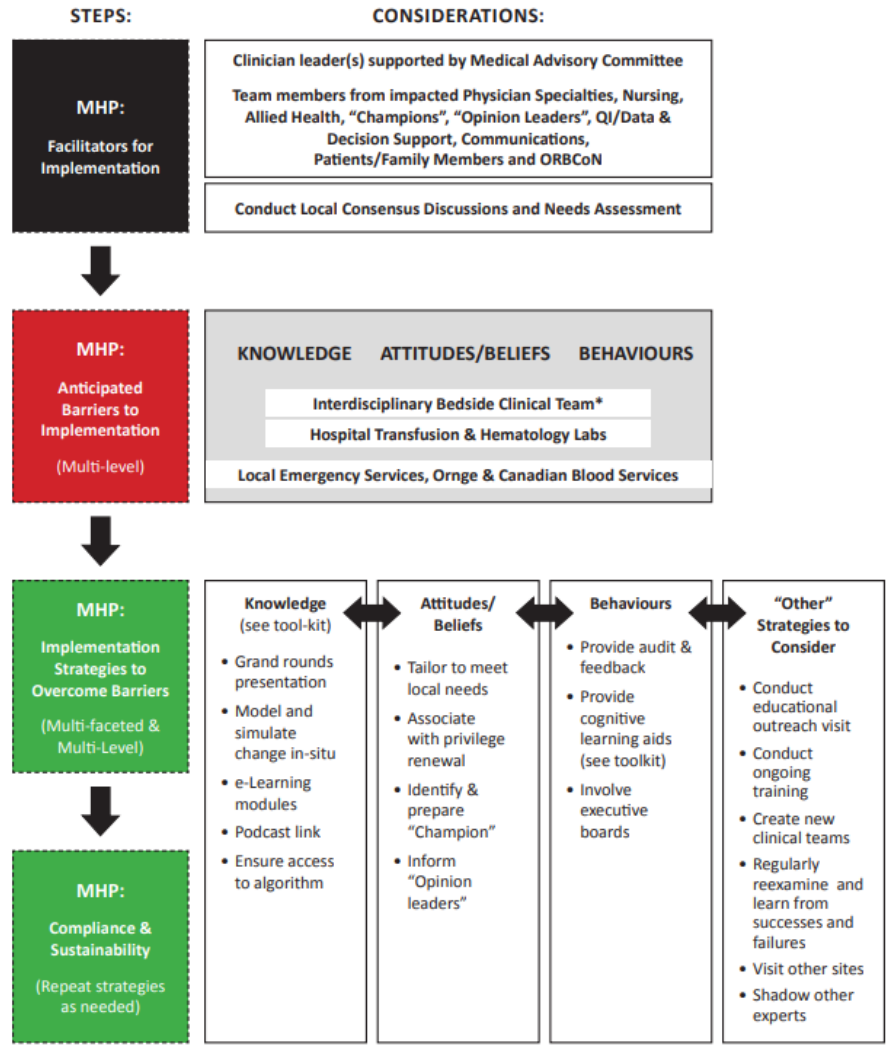 STEPS:
CONSIDERATIONS:
MHP:
Facilitators for
Implementation
Clinician leader(s) supported by Medical Advisory Committee
Team members from impacted Physician Specialties, Nursing,
Allied Health, “Champions”, “Opinion Leaders”, QI/Data &
Decision Support, Communications,
Patients/Family Members and ORBCoN
Conduct Local Consensus Discussions and Needs Assessment
MHP:
Anticipated
Barriers to
Implementation
(Multi-level)
KNOWLEDGE ATTITUDES/BELIEFS BEHAVIOURS
Interdisciplinary Bedside Clinical Team*
Hospital Transfusion & Hematology Labs
Local Emergency Services, Ornge & Canadian Blood Services
MHP:
Implementation
Strategies to
Overcome Barriers
(Multi-faceted &
Multi-Level)
Knowledge
(see tool-kit)
• Grand rounds
presentation
• Model and
simulate
change in-situ
• e-Learning
modules
• Podcast link
• Ensure access
to algorithm
Attitudes/
Beliefs
• Tailor to meet
local needs
• Associate
with privilege
renewal
• Identify &
prepare
“Champion”
• Inform
“Opinion
leaders”
Behaviours
• Provide audit &
feedback
• Provide
cognitive
learning aids
(see toolkit)
• Involve
executive
boards
“Other”
Strategies to
Consider
• Conduct
educational
outreach visit
• Conduct
ongoing
training
• Create new
clinical teams
• Regularly
reexamine and
learn from
successes and
failures
• Visit other sites
• Shadow other
experts
MHP:
Compliance &
Sustainability
(Repeat strategies
as needed)